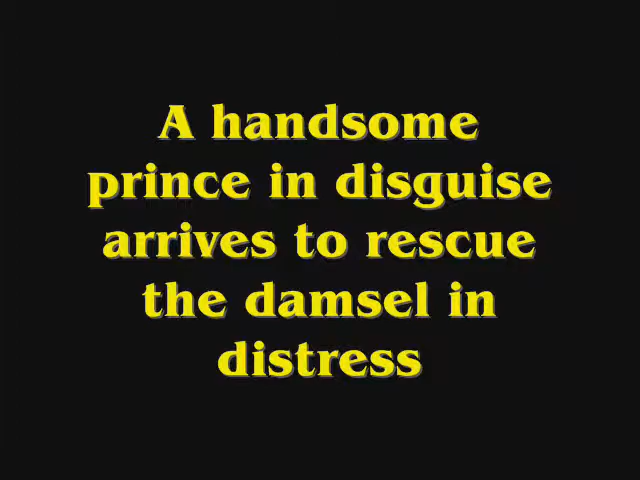 A handsome
prince in disguise
arrives to rescue
the damsel in
distress